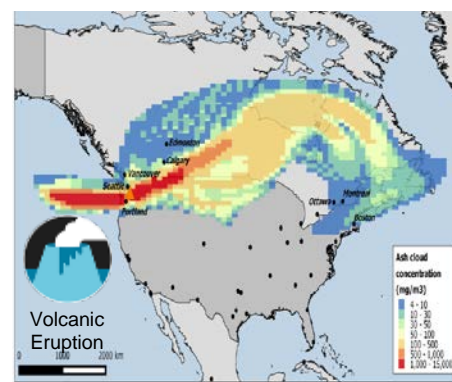 Edmonton
Calgary
Vancouver
Seattle
Portland
Ottawa
Montreal
Boston
Volcanic
Eruption
0 1000 2000 km
Ash cloud
concentration
(mg/m3)
4 - 10
10 - 30
30 - 50
50 - 100
100 - 500
500 - 1,000
1,000 - 15,000